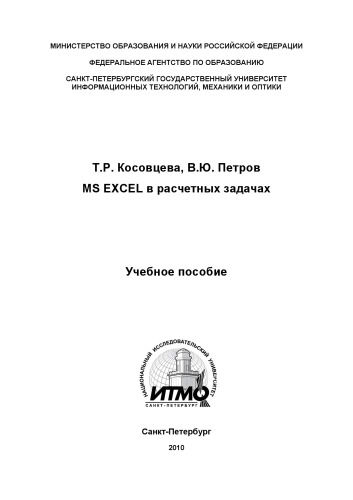 МИНИСТЕРСТВО ОБРАЗОВАНИЯ И НАУКИ РОССИЙСКОЙ ФЕДЕРАЦИИ
ФЕДЕРАЛЬНОЕ АГЕНТСТВО ПО ОБРАЗОВАНИЮ
САНКТ-ПЕТЕРБУРГСКИЙ ГОСУДАРСТВЕННЫЙ УНИВЕРСИТЕТ
ИНФОРМАЦИОННЫХ ТЕХНОЛОГИЙ, МЕХАНИКИ И ОПТИКИ
Т.Р. Косовцева, В.Ю. Петров
MS EXCEL в расчетных задачах
Учебное пособие
НАЦИОНАЛЬНЫЙ ИССЛЕДОВАТЕЛЬСКИЙ УНИВЕРСИТЕТ
ИТМО
САНКТ-ПЕТЕРБУРГ
Санкт-Петербург
2010